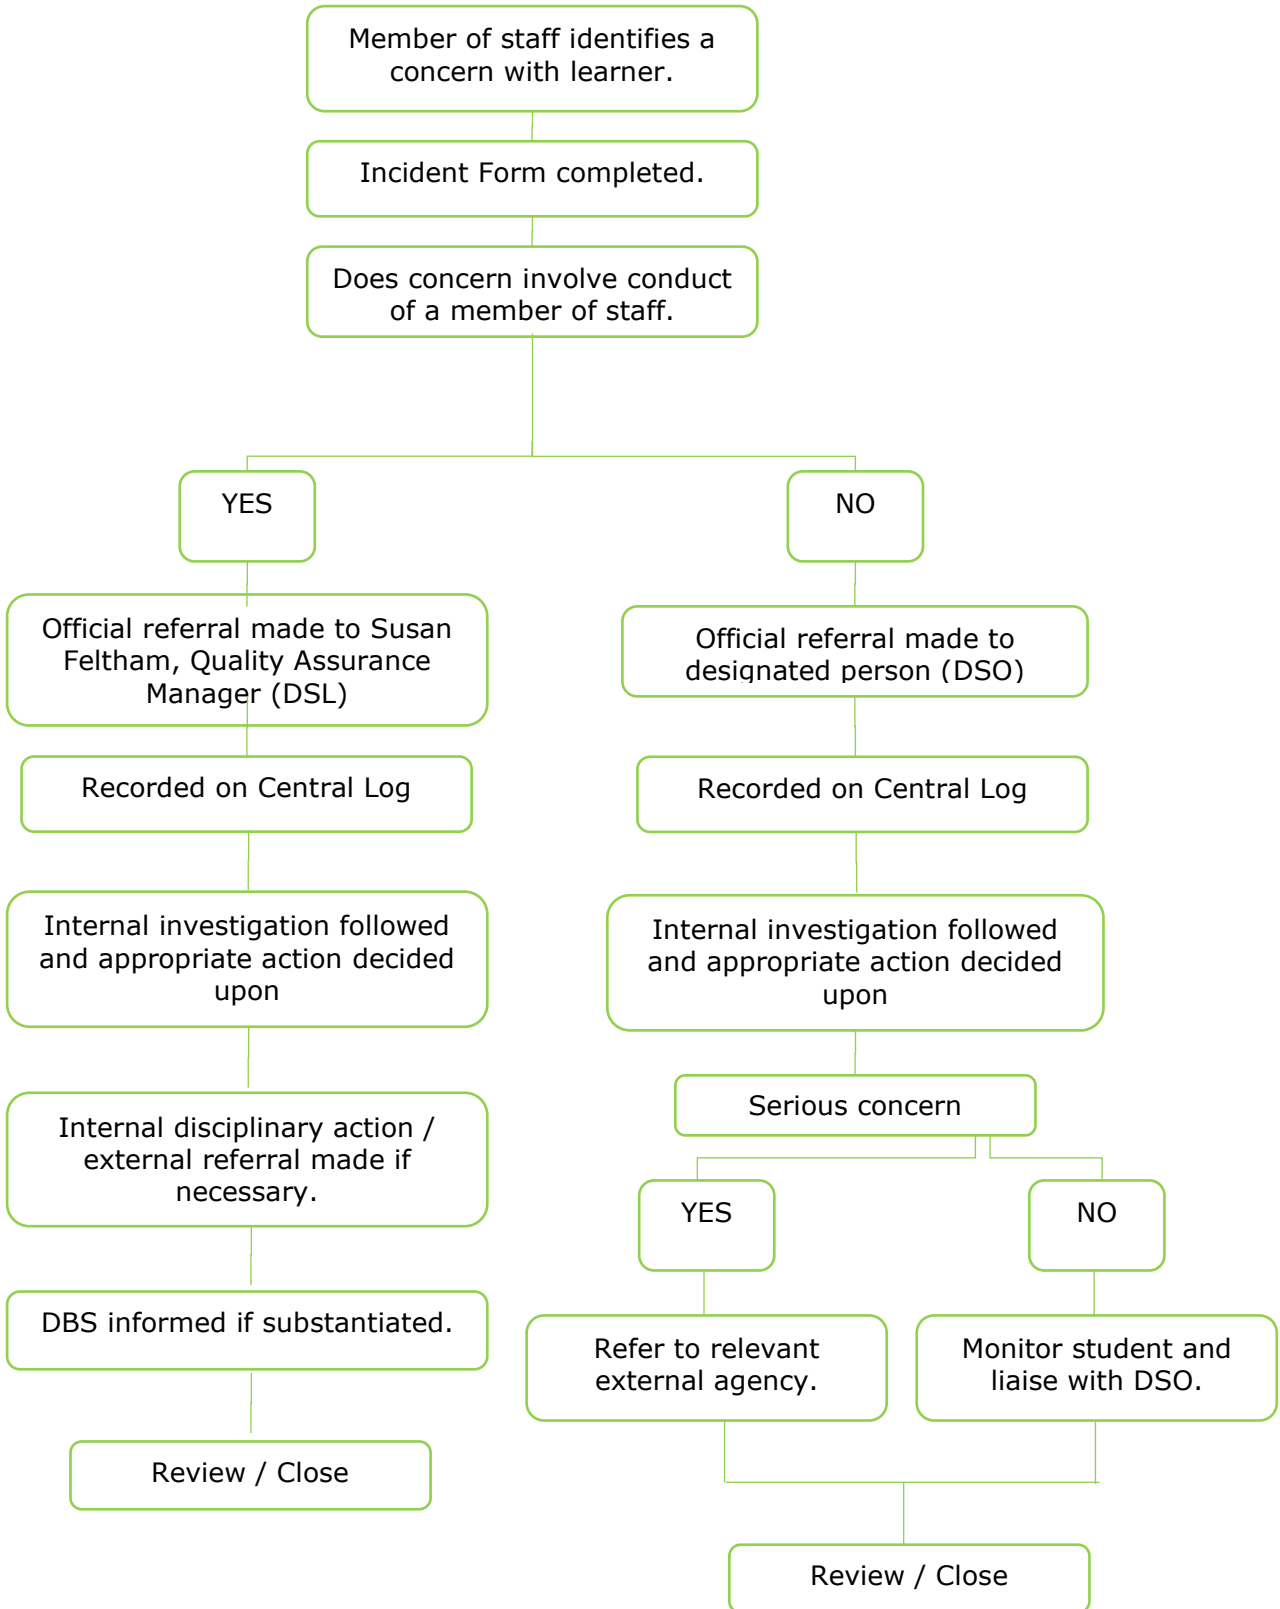 Member of staff identifies a
concern with learner.
Incident Form completed.
Does concern involve conduct
of a member of staff.
YES
NO
Official referral made to Susan
Feltham, Quality Assurance
Manager (DSL)
Official referral made to
designated person (DSO)
Recorded on Central Log
Recorded on Central Log
Internal investigation followed
and appropriate action decided
upon
Internal investigation followed
and appropriate action decided
upon
Internal disciplinary action /
external referral made if
necessary.
Serious concern
YES
NO
DBS informed if substantiated.
Refer to relevant
external agency.
Monitor student and
liaise with DSO.
Review / Close
Review / Close